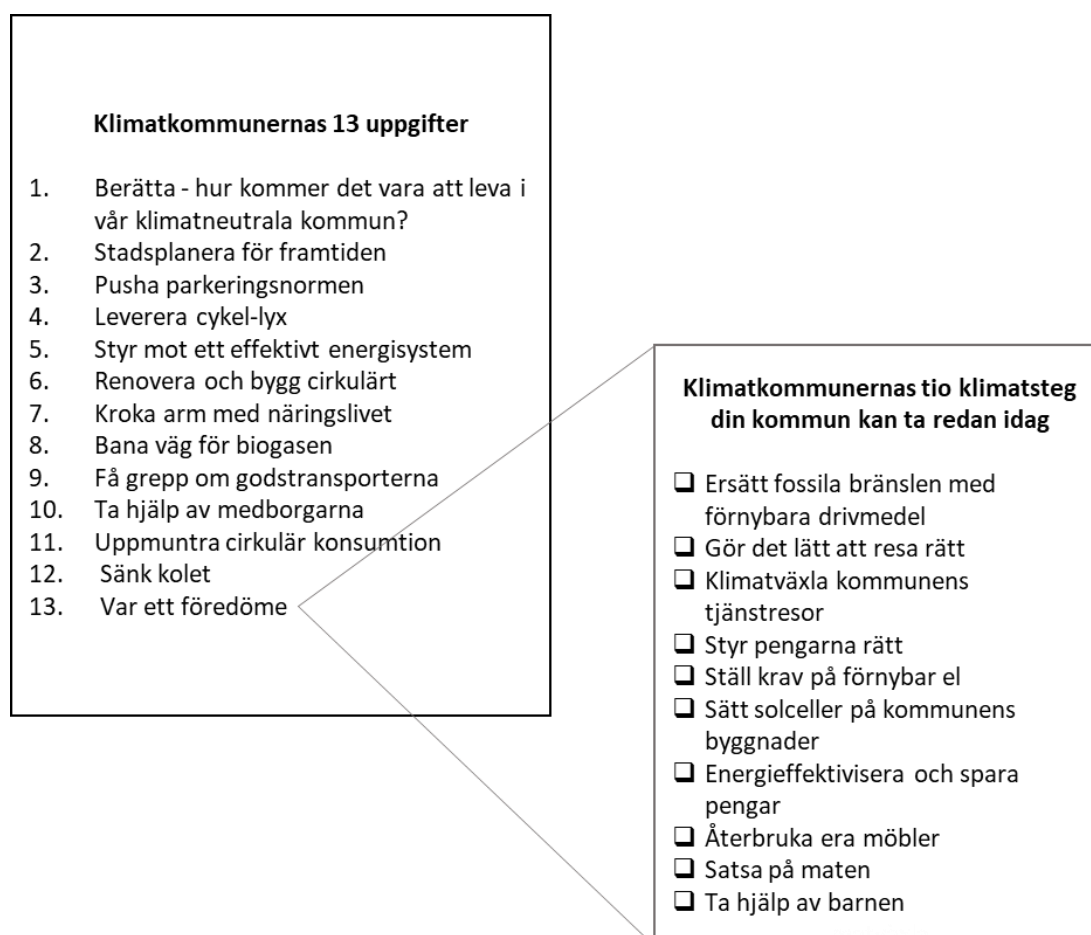 Klimatkommunernas 13 uppgifter
1. Berätta - hur kommer det vara att leva i
vår klimatneutrala kommun?
2. Stadsplanera för framtiden
3. Pusha parkeringsnormen
4. Leverera cykel-lyx
5. Styr mot ett effektivt energisystem
6. Renovera och bygg cirkulärt
7. Kroka arm med näringslivet
8. Bana väg för biogasen
9. Få grepp om godstransporterna
10. Ta hjälp av medborgarna
11. Uppmuntra cirkulär konsumtion
12. Sänk kolet
13. Var ett föredöme
Klimatkommunernas tio klimatsteg
din kommun kan ta redan idag
❑ Ersätt fossila bränslen med
förnybara drivmedel
❑ Gör det lätt att resa rätt
❑ Klimatväxla kommunens
tjänstresor
❑ Styr pengarna rätt
❑ Ställ krav på förnybar el
❑ Sätt solceller på kommunens
byggnader
❑ Energieffektivisera och spara
pengar
❑ Återbruka era möbler
❑ Satsa på maten
❑ Ta hjälp av barnen